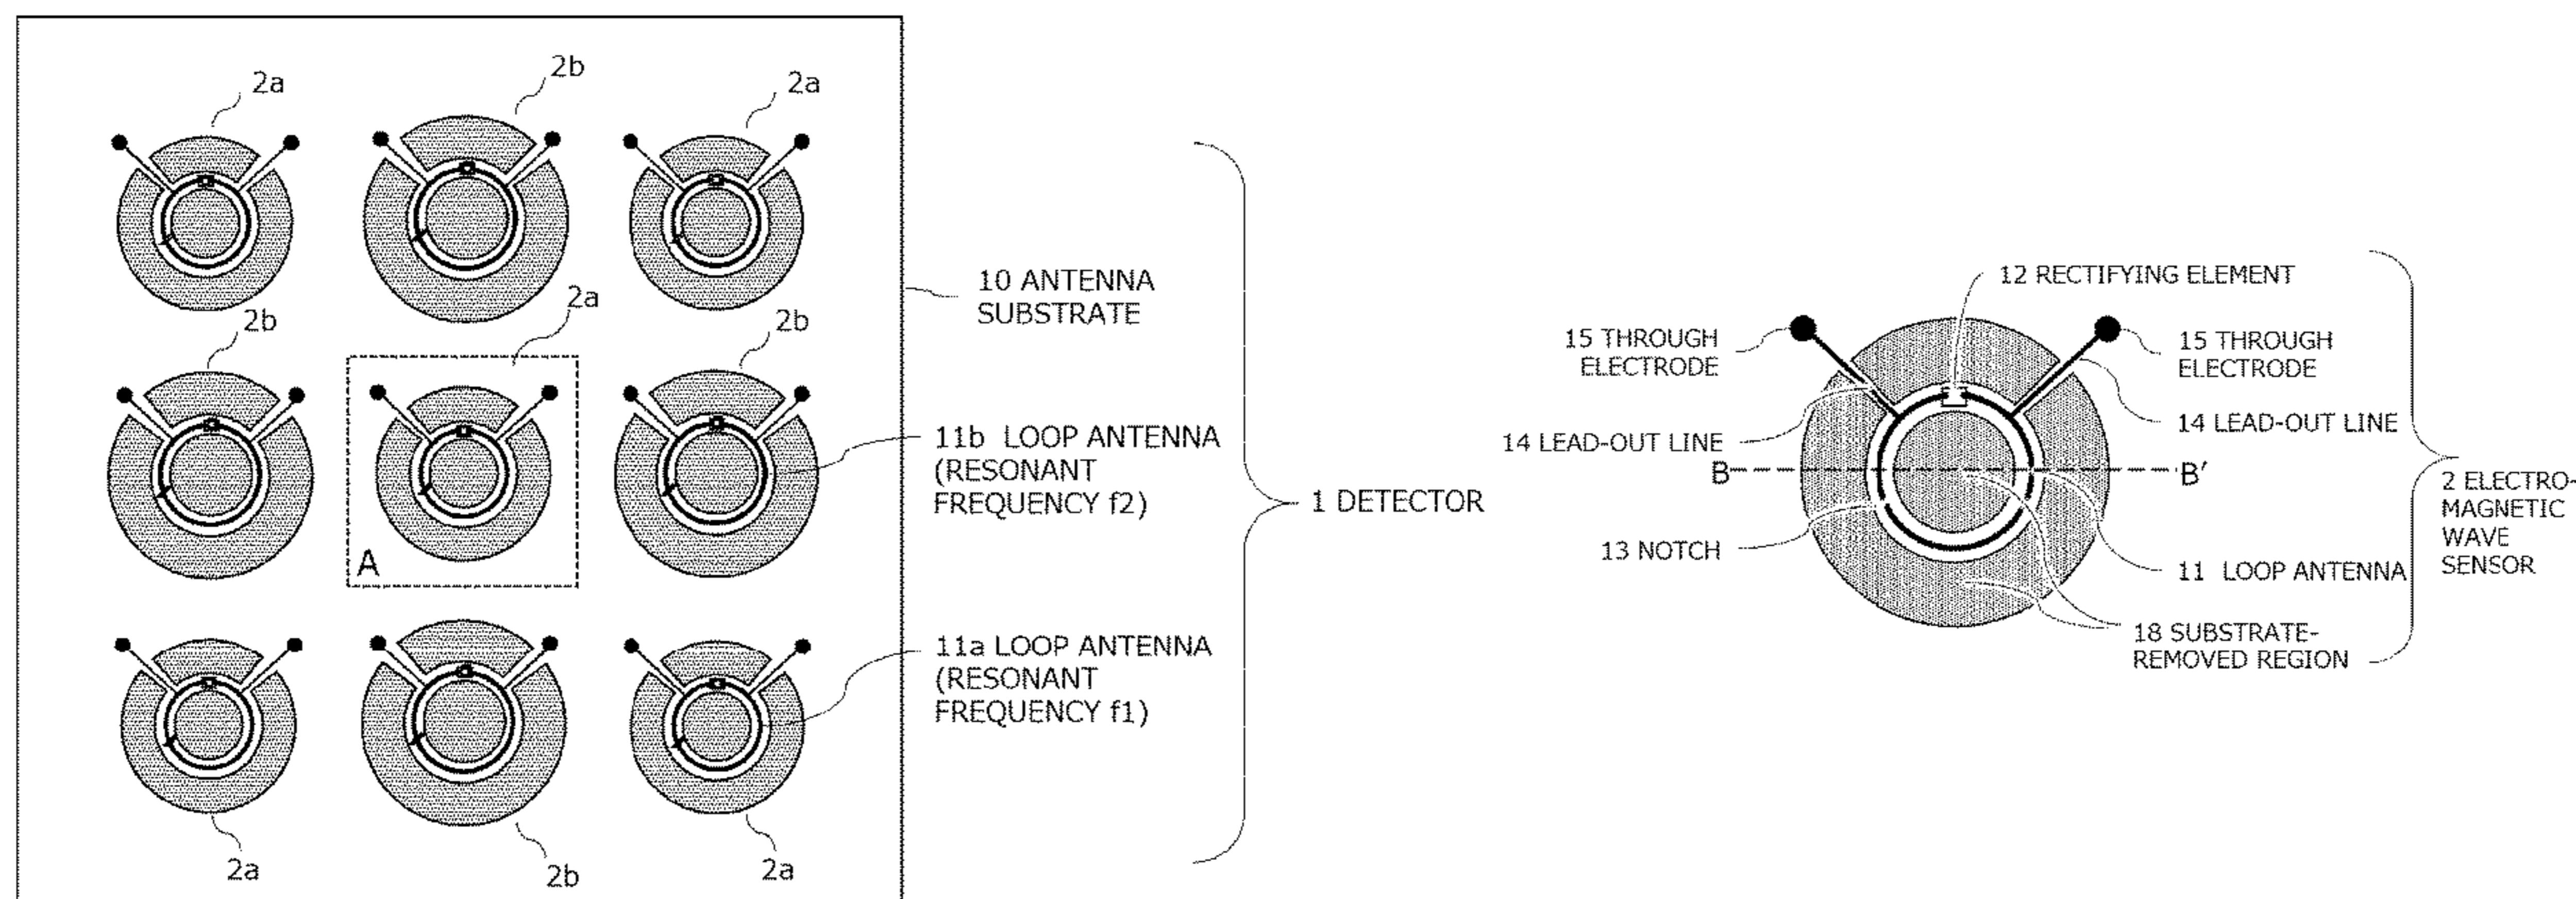 2a
2b
2a
2a
2b
2b
A
2a
2b
2a
10 ANTENNA
SUBSTRATE
11b LOOP ANTENNA
(RESONANT
FREQUENCY f2)
11a LOOP ANTENNA
(RESONANT
FREQUENCY f1)
1 DETECTOR
12 RECTIFYING ELEMENT
15 THROUGH
ELECTRODE
15 THROUGH
ELECTRODE
14 LEAD-OUT LINE
14 LEAD-OUT LINE
B
B′
13 NOTCH
11 LOOP ANTENNA
18 SUBSTRATE-
REMOVED REGION
2 ELECTRO-
MAGNETIC
WAVE
SENSOR